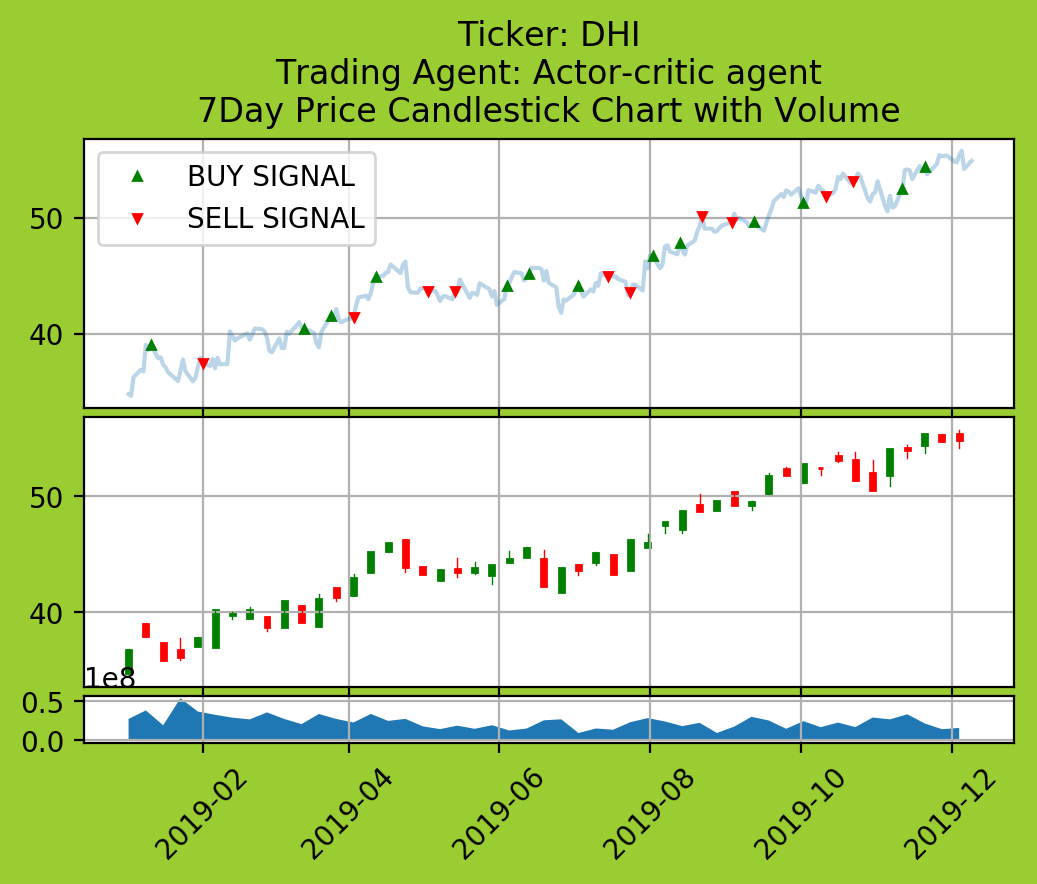 Ticker: DHI
Trading Agent: Actor-critic agent
7Day Price Candlestick Chart with Volume
BUY SIGNAL
SELL SIGNAL
50
40
50
40
1e8
0.5
0.0
2019-02
2019-04
2019-06
2019-08
2019-10
2019-12